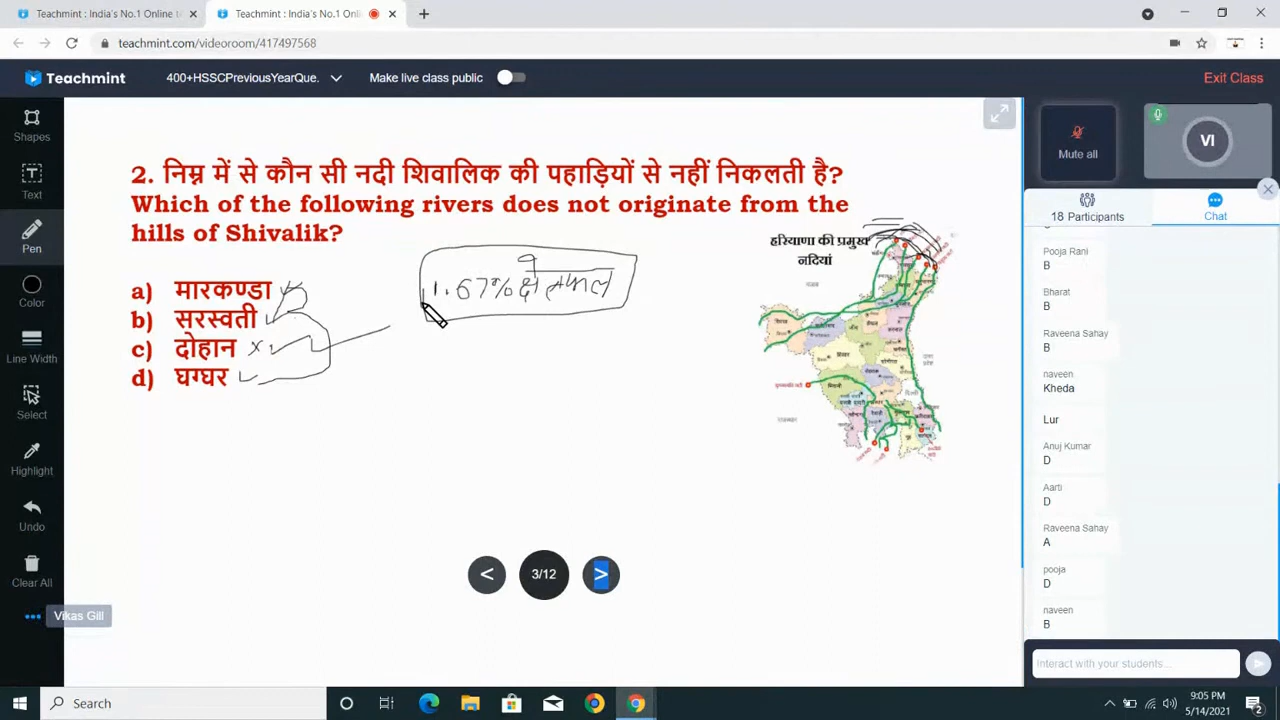 Teachmint : India's No.1 Online t
Teachmint : India's No.1 Onli
teachmint.com/videoroom/417497568
Teachmint
400+HSSCPreviousYearQue.
Make live class public
Exit Class
Shapes
Text
Pen
Color
Line Width
Select
Highlight
Undo
Clear All
Vikas Gill
2. निम्न में से कौन सी नदी शिवालिक की पहाड़ियों से नहीं निकलती है?
Which of the following rivers does not originate from the
hills of Shivalik?
a) मारकण्डा
b) सरस्वती
c) दोहान
d) घग्घर
1.67%
हरियाणा की प्रमुख
नदियां
< 3/12 >
Mute all
VI
18 Participants
Chat
Pooja Rani
B
Bharat
B
Raveena Sahay
B
naveen
Kheda
Lur
Anuj Kumar
D
Aarti
D
Raveena Sahay
A
pooja
D
naveen
B
Interact with your students...
Search
9:05 PM
5/14/2021
2